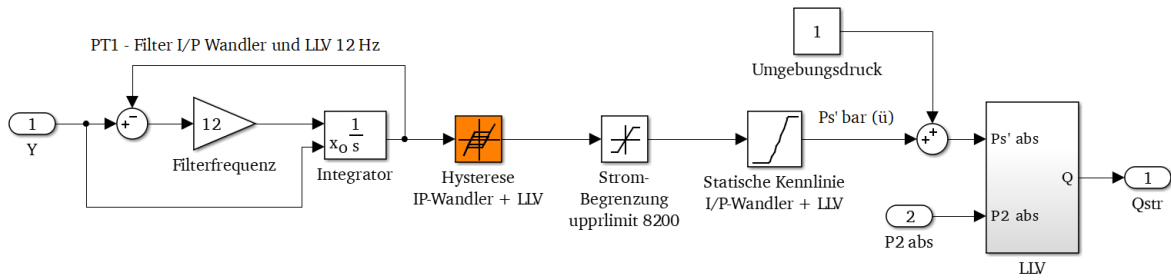 PT1 - Filter I/P Wandler und LLV 12 Hz
1
Umgebungsdruck
1
Y
+
−
12
Filterfrequenz
1
x₀ s
Integrator
Hysterese
IP-Wandler + LLV
Strom-
Begrenzung
upprlimit 8200
Statische Kennlinie
I/P-Wandler + LLV
Ps' bar (ü)
+
+
Ps' abs
Q
P2 abs
LLV
2
P2 abs
1
Qstr